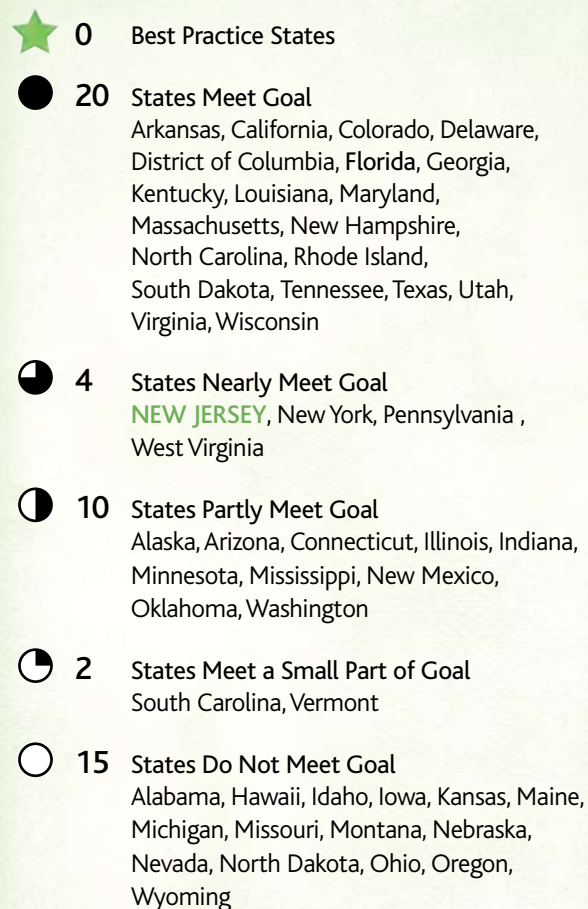 0 Best Practice States
20 States Meet Goal
Arkansas, California, Colorado, Delaware,
District of Columbia, Florida, Georgia,
Kentucky, Louisiana, Maryland,
Massachusetts, New Hampshire,
North Carolina, Rhode Island,
South Dakota, Tennessee, Texas, Utah,
Virginia, Wisconsin
4 States Nearly Meet Goal
NEW JERSEY, New York, Pennsylvania ,
West Virginia
10 States Partly Meet Goal
Alaska, Arizona, Connecticut, Illinois, Indiana,
Minnesota, Mississippi, New Mexico,
Oklahoma, Washington
2 States Meet a Small Part of Goal
South Carolina, Vermont
15 States Do Not Meet Goal
Alabama, Hawaii, Idaho, Iowa, Kansas, Maine,
Michigan, Missouri, Montana, Nebraska,
Nevada, North Dakota, Ohio, Oregon,
Wyoming